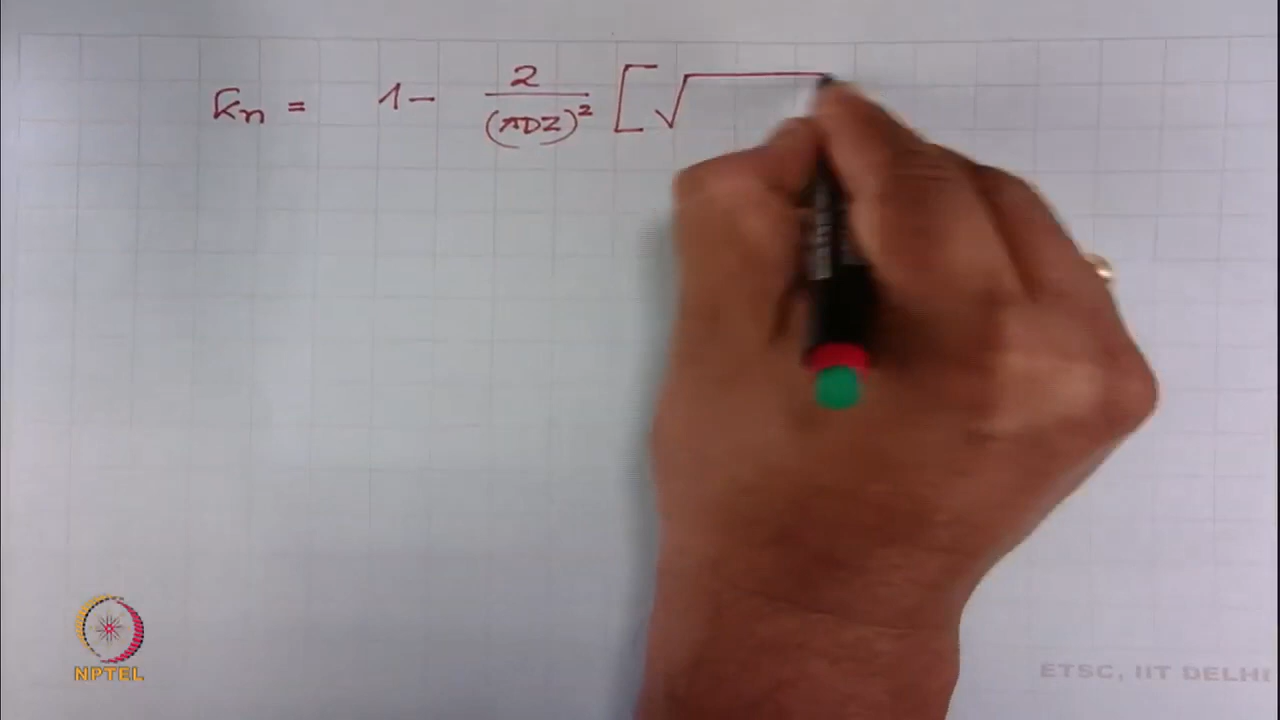 Kn = 1 - 2/(πDZ)² [√
NPTEL
ETSC, IIT DELHI